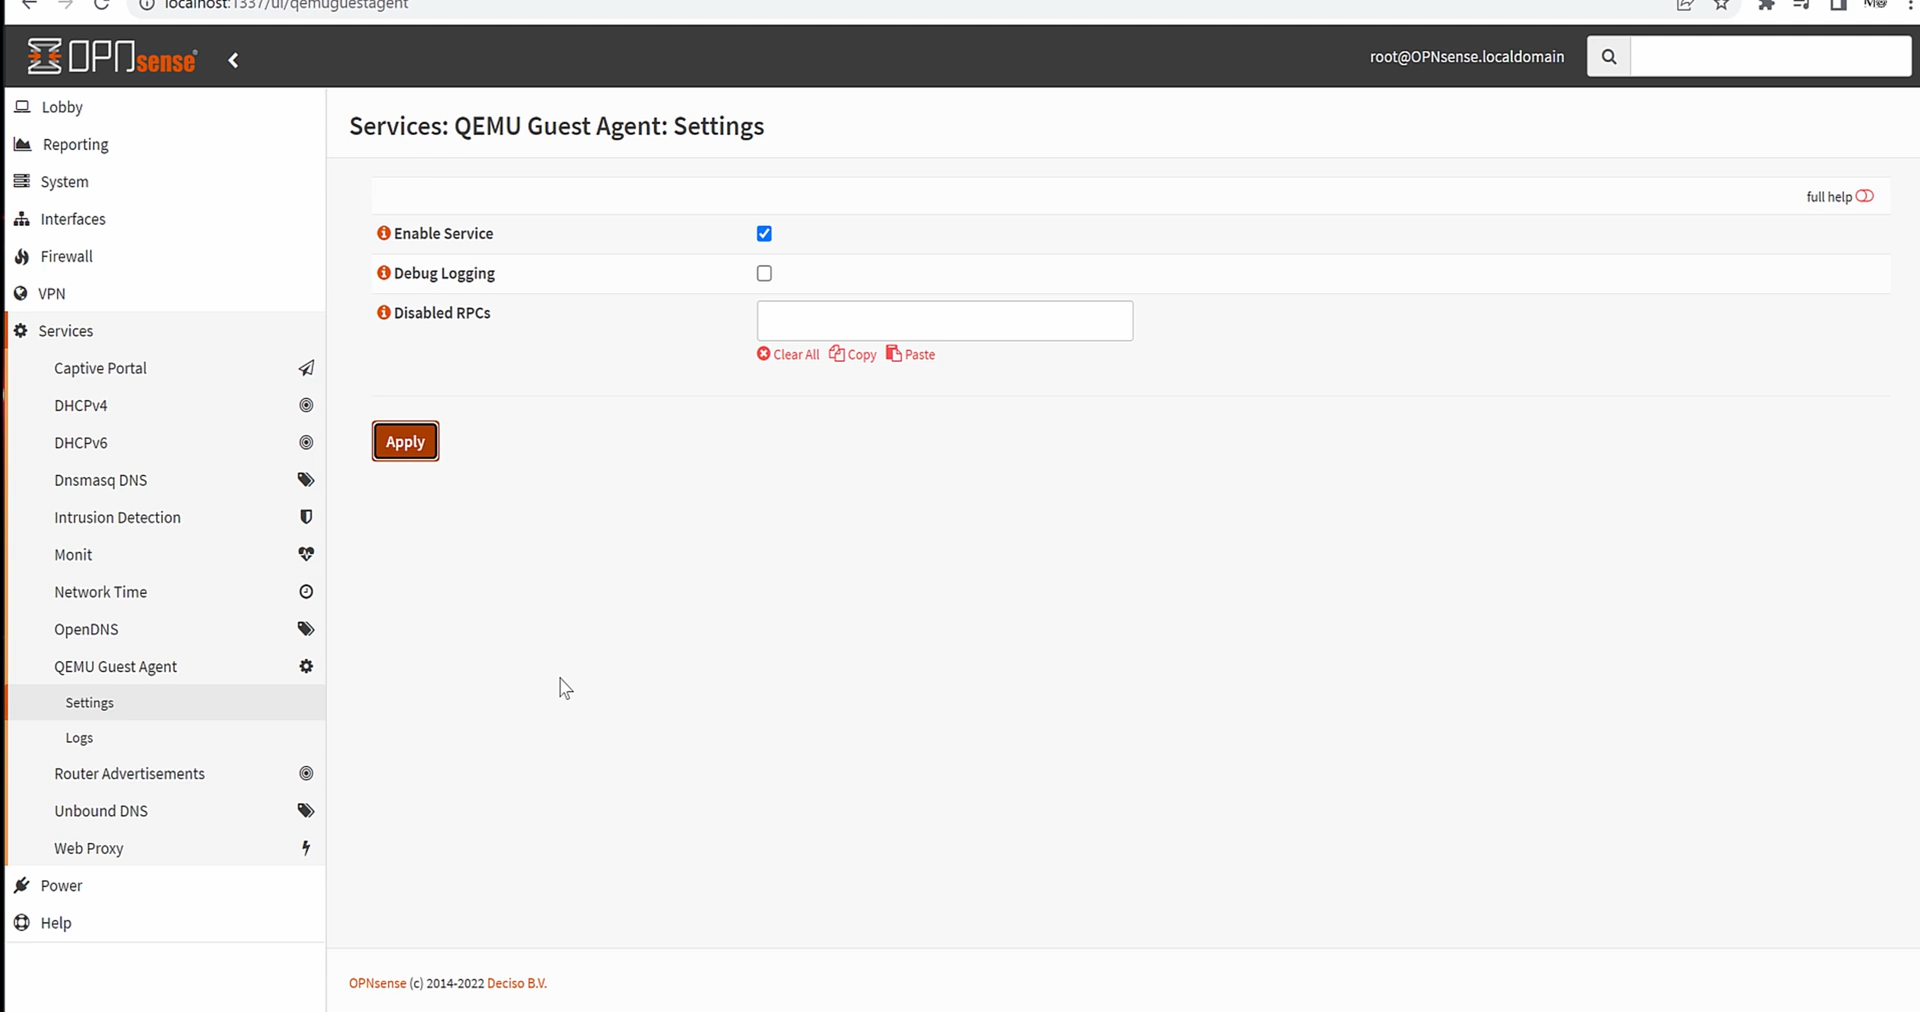 localhost:1337/ui/qemuguestagent
OPNsense
root@OPNsense.localdomain
Lobby
Reporting
System
Interfaces
Firewall
VPN
Services
Captive Portal
DHCPv4
DHCPv6
Dnsmasq DNS
Intrusion Detection
Monit
Network Time
OpenDNS
QEMU Guest Agent
Settings
Logs
Router Advertisements
Unbound DNS
Web Proxy
Power
Help
Services: QEMU Guest Agent: Settings
full help
Enable Service
Debug Logging
Disabled RPCs
Clear All Copy Paste
Apply
OPNsense (c) 2014-2022 Deciso B.V.